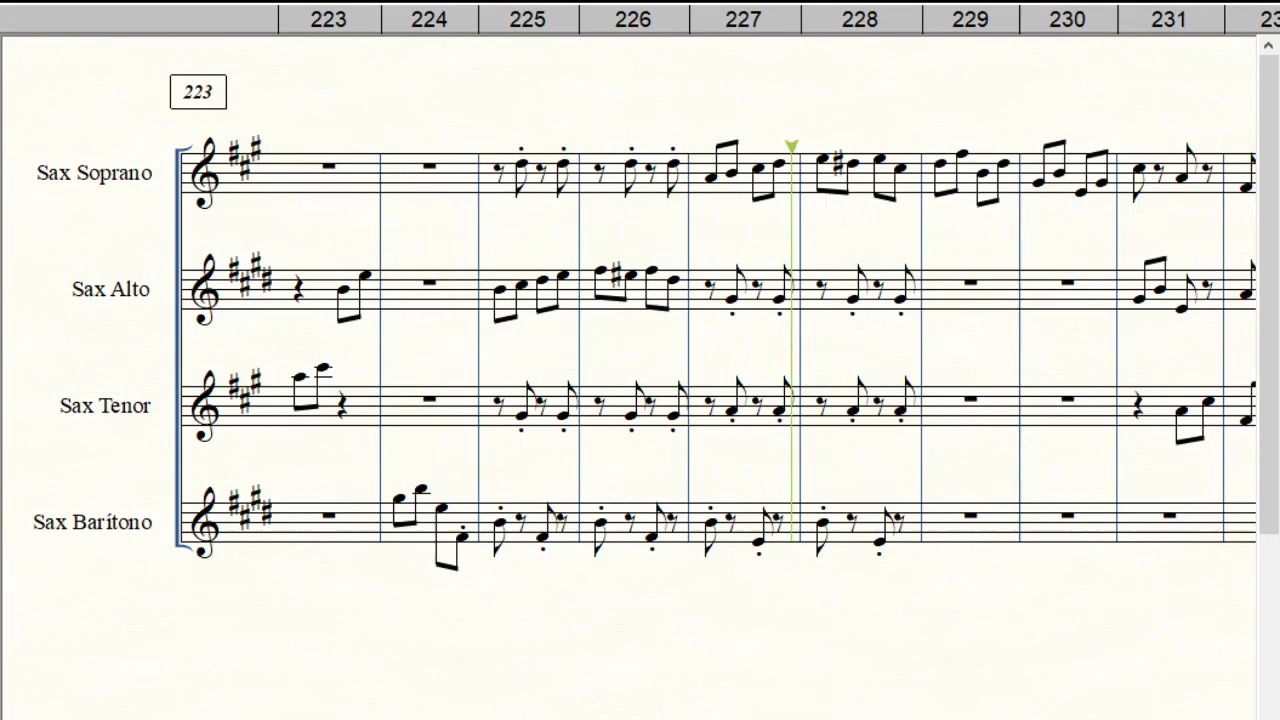 223 224 225 226 227 228 229 230 231
223
Sax Soprano
Sax Alto
Sax Tenor
Sax Barítono